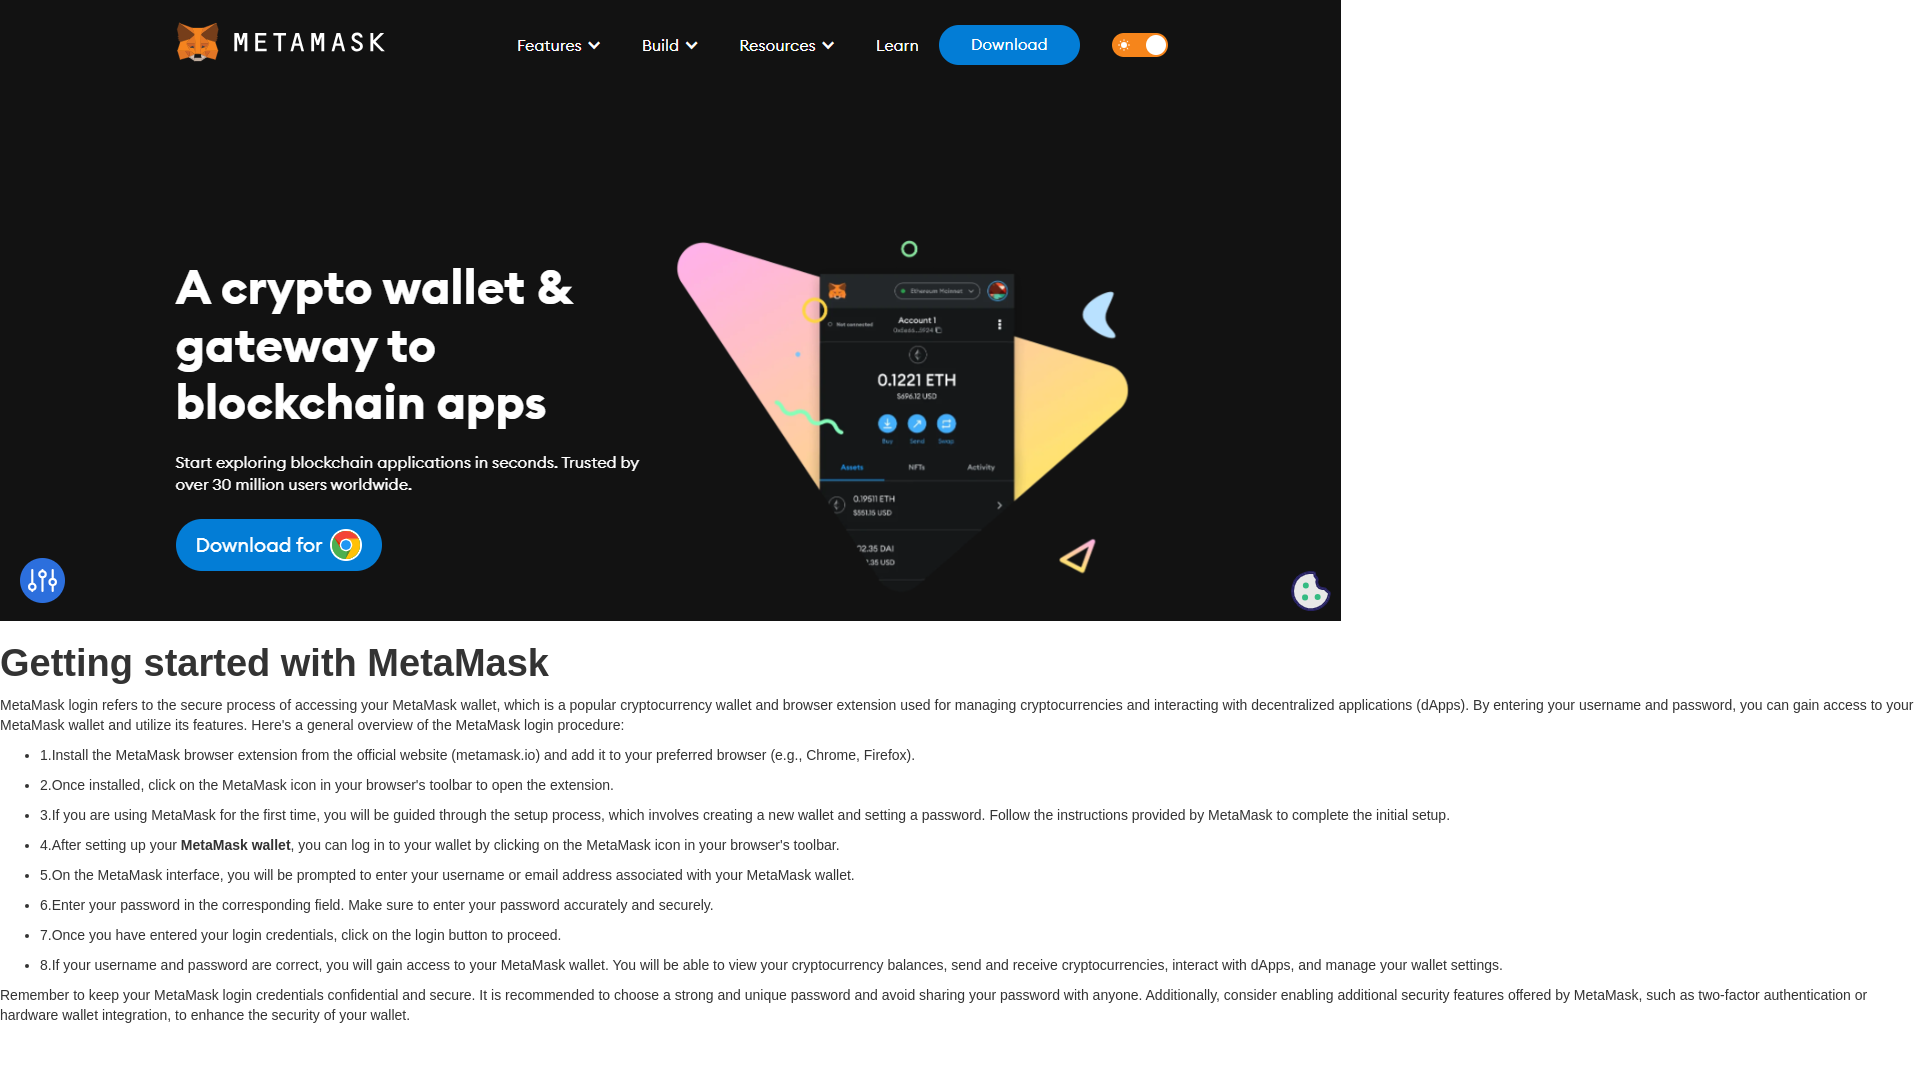 METAMASK
Features Build Resources Learn Download
A crypto wallet &
gateway to
blockchain apps
Start exploring blockchain applications in seconds. Trusted by
over 30 million users worldwide.
Download for
Ethereum Mainnet
Not connected
Account 1
0.1221 ETH
$696.12 USD
Buy Send Swap
Assets NFTs Activity
0.19511 ETH
$551.15 USD
Getting started with MetaMask
MetaMask login refers to the secure process of accessing your MetaMask wallet, which is a popular cryptocurrency wallet and browser extension used for managing cryptocurrencies and interacting with decentralized applications (dApps). By entering your username and password, you can gain access to your
MetaMask wallet and utilize its features. Here's a general overview of the MetaMask login procedure:
• 1.Install the MetaMask browser extension from the official website (metamask.io) and add it to your preferred browser (e.g., Chrome, Firefox).
• 2.Once installed, click on the MetaMask icon in your browser's toolbar to open the extension.
• 3.If you are using MetaMask for the first time, you will be guided through the setup process, which involves creating a new wallet and setting a password. Follow the instructions provided by MetaMask to complete the initial setup.
• 4.After setting up your MetaMask wallet, you can log in to your wallet by clicking on the MetaMask icon in your browser's toolbar.
• 5.On the MetaMask interface, you will be prompted to enter your username or email address associated with your MetaMask wallet.
• 6.Enter your password in the corresponding field. Make sure to enter your password accurately and securely.
• 7.Once you have entered your login credentials, click on the login button to proceed.
• 8.If your username and password are correct, you will gain access to your MetaMask wallet. You will be able to view your cryptocurrency balances, send and receive cryptocurrencies, interact with dApps, and manage your wallet settings.
Remember to keep your MetaMask login credentials confidential and secure. It is recommended to choose a strong and unique password and avoid sharing your password with anyone. Additionally, consider enabling additional security features offered by MetaMask, such as two-factor authentication or
hardware wallet integration, to enhance the security of your wallet.